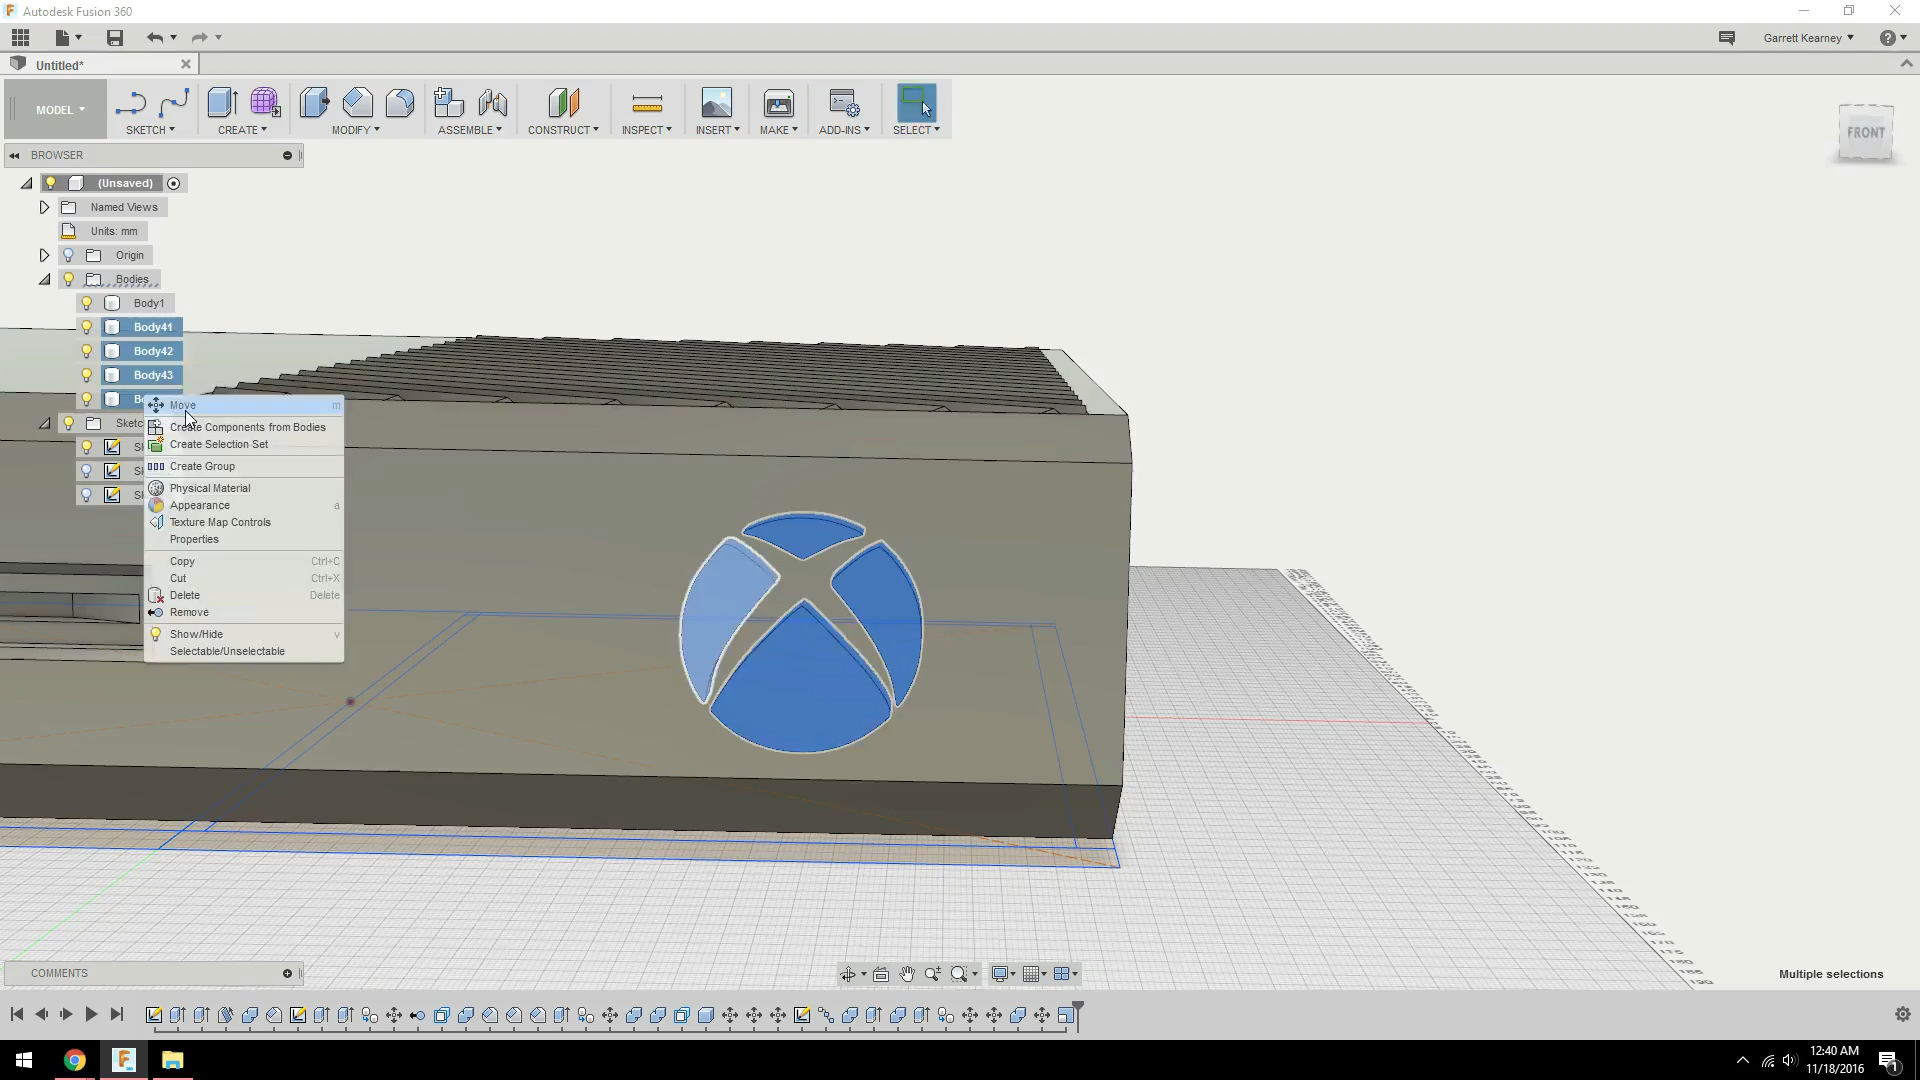 Autodesk Fusion 360
Garrett Kearney
Untitled*
MODEL
SKETCH
CREATE
MODIFY
ASSEMBLE
CONSTRUCT
INSPECT
INSERT
MAKE
ADD-INS
SELECT
FRONT
BROWSER
(Unsaved)
Named Views
Units: mm
Origin
Bodies
Body1
Body41
Body42
Body43
Move m
Create Components from Bodies
Create Selection Set
Create Group
Physical Material
Appearance a
Texture Map Controls
Properties
Copy Ctrl+C
Cut Ctrl+X
Delete Delete
Remove
Show/Hide v
Selectable/Unselectable
COMMENTS
Multiple selections
12:40 AM
11/18/2016
1